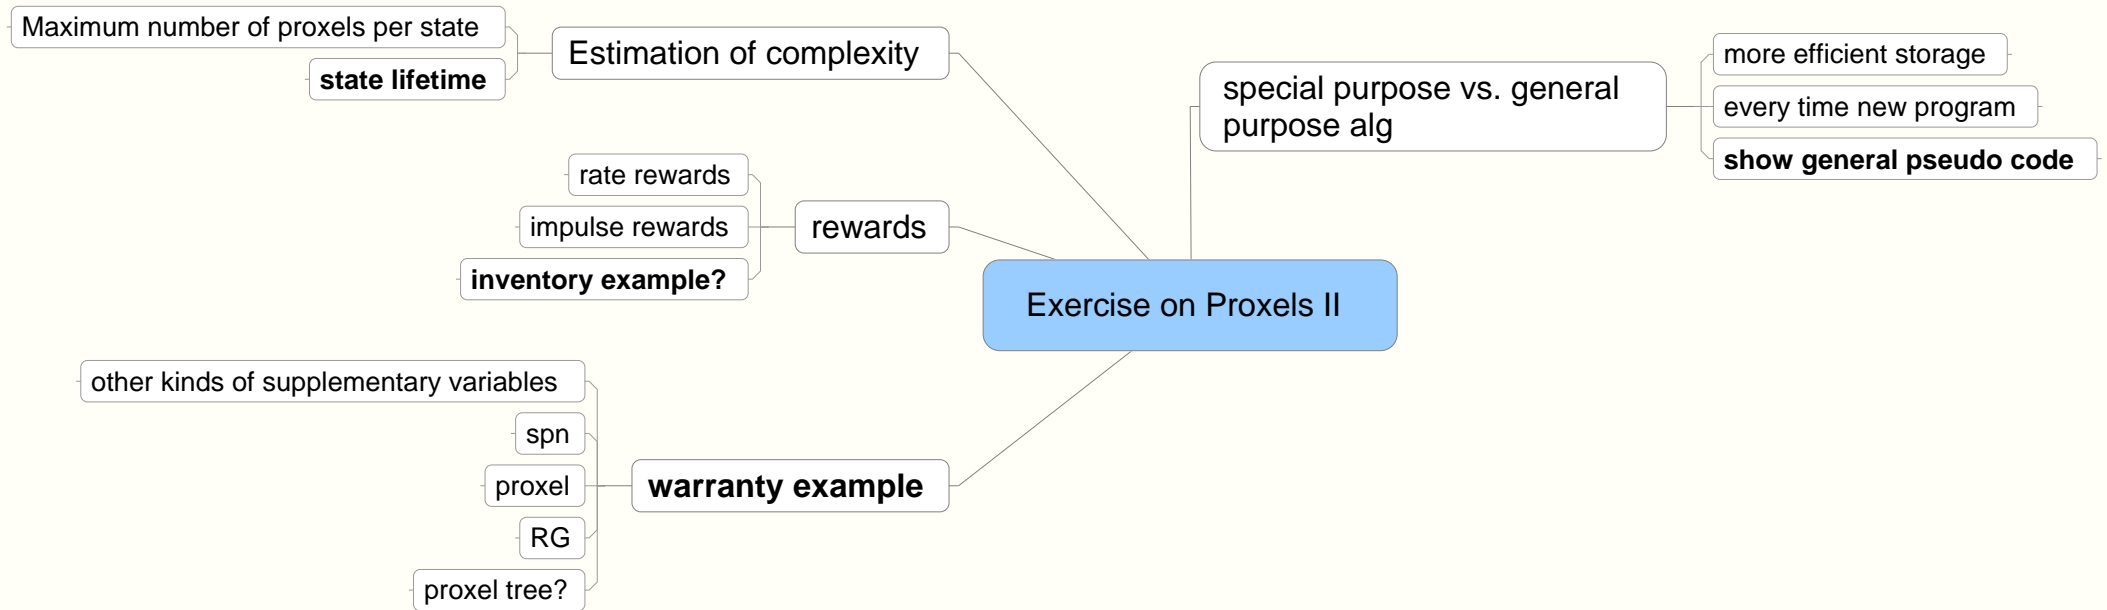 Maximum number of proxels per state
state lifetime
Estimation of complexity
rate rewards
impulse rewards
inventory example?
rewards
other kinds of supplementary variables
spn
proxel
RG
proxel tree?
warranty example
Exercise on Proxels II
special purpose vs. general
purpose alg
more efficient storage
every time new program
show general pseudo code